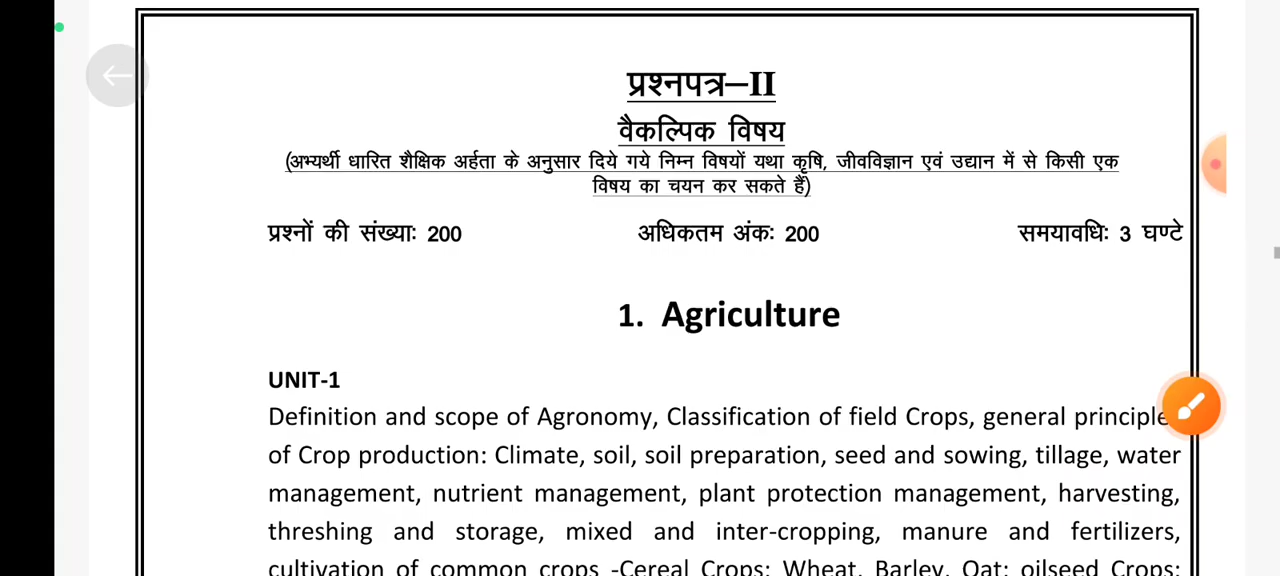 प्रश्नपत्र–II
वैकल्पिक विषय
(अभ्यर्थी धारित शैक्षिक अर्हता के अनुसार दिये गये निम्न विषयों यथा कृषि, जीवविज्ञान एवं उद्यान में से किसी एक
विषय का चयन कर सकते हैं)
प्रश्नों की संख्याः 200 अधिकतम अंकः 200 समयावधिः 3 घण्टे
1. Agriculture
UNIT-1
Definition and scope of Agronomy, Classification of field Crops, general principle
of Crop production: Climate, soil, soil preparation, seed and sowing, tillage, water
management, nutrient management, plant protection management, harvesting,
threshing and storage, mixed and inter-cropping, manure and fertilizers,
cultivation of common crops -Cereal Crops: Wheat, Barley, Oat; oilseed Crops: